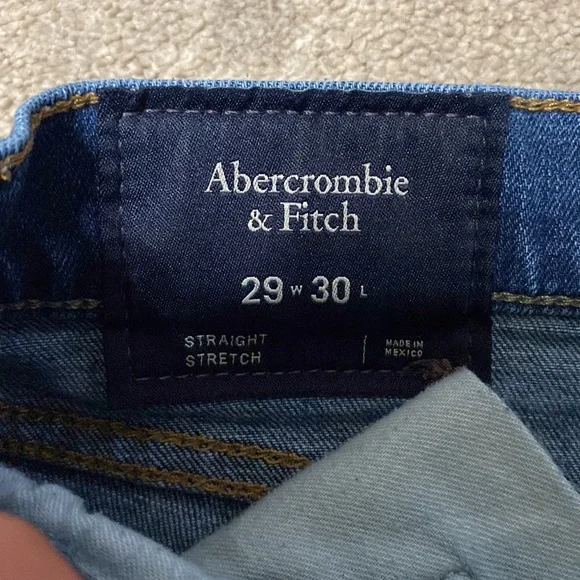 Abercrombie
& Fitch
29 W 30 L
STRAIGHT
STRETCH
MADE IN
MEXICO